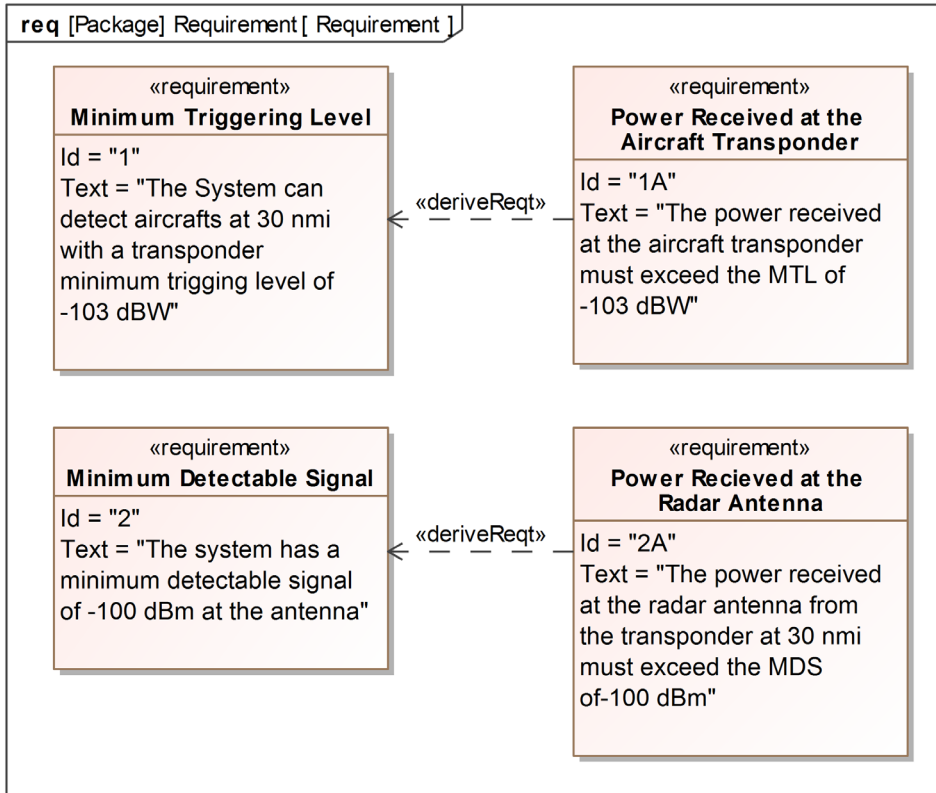 req [Package] Requirement [ Requirement ]
«requirement»
Minimum Triggering Level
Id = "1"
Text = "The System can
detect aircrafts at 30 nmi
with a transponder
minimum trigging level of
-103 dBW"
«deriveReqt»
«requirement»
Power Received at the
Aircraft Transponder
Id = "1A"
Text = "The power received
at the aircraft transponder
must exceed the MTL of
-103 dBW"
«requirement»
Minimum Detectable Signal
Id = "2"
Text = "The system has a
minimum detectable signal
of -100 dBm at the antenna"
«deriveReqt»
«requirement»
Power Recieved at the
Radar Antenna
Id = "2A"
Text = "The power received
at the radar antenna from
the transponder at 30 nmi
must exceed the MDS
of-100 dBm"